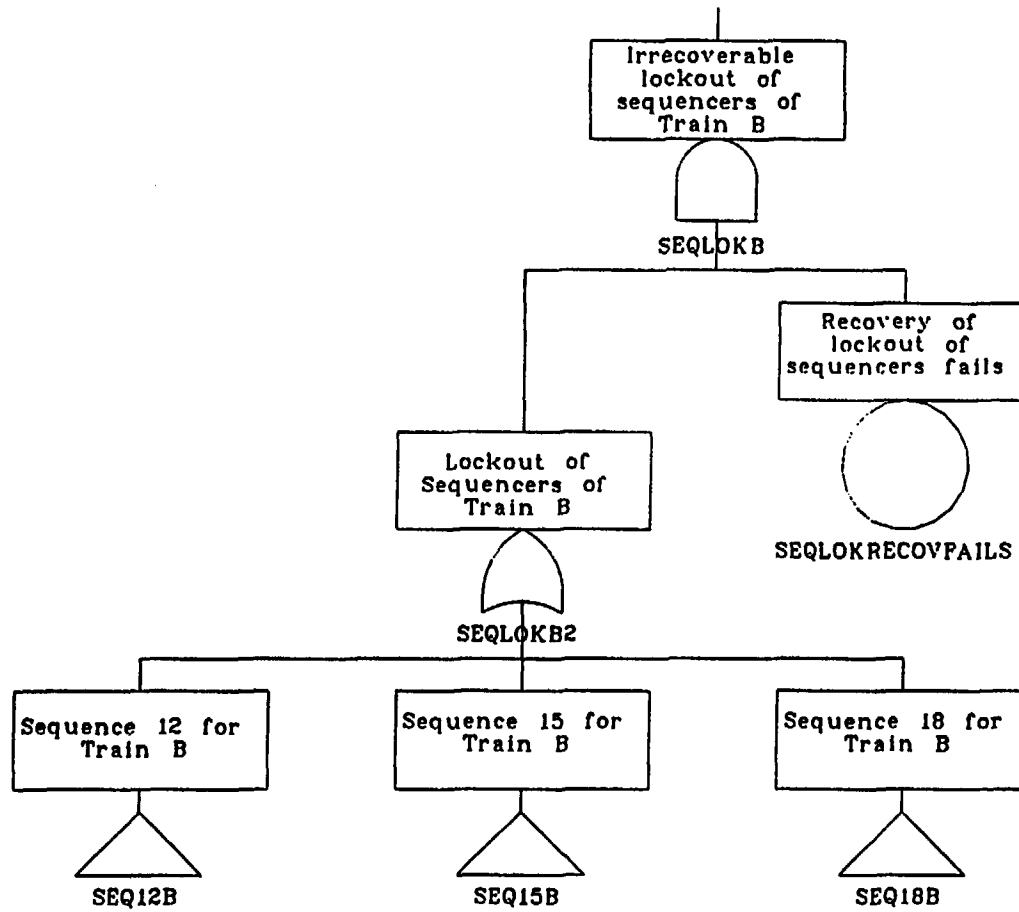 Irrecoverable
lockout of
sequencers of
Train B
SEQLOKB
Recovery of
lockout of
sequencers fails
SEQLOKRECOVFAILS
Lockout of
Sequencers of
Train B
SEQLOKB2
Sequence 12 for
Train B
SEQ12B
Sequence 15 for
Train B
SEQ15B
Sequence 18 for
Train B
SEQ18B